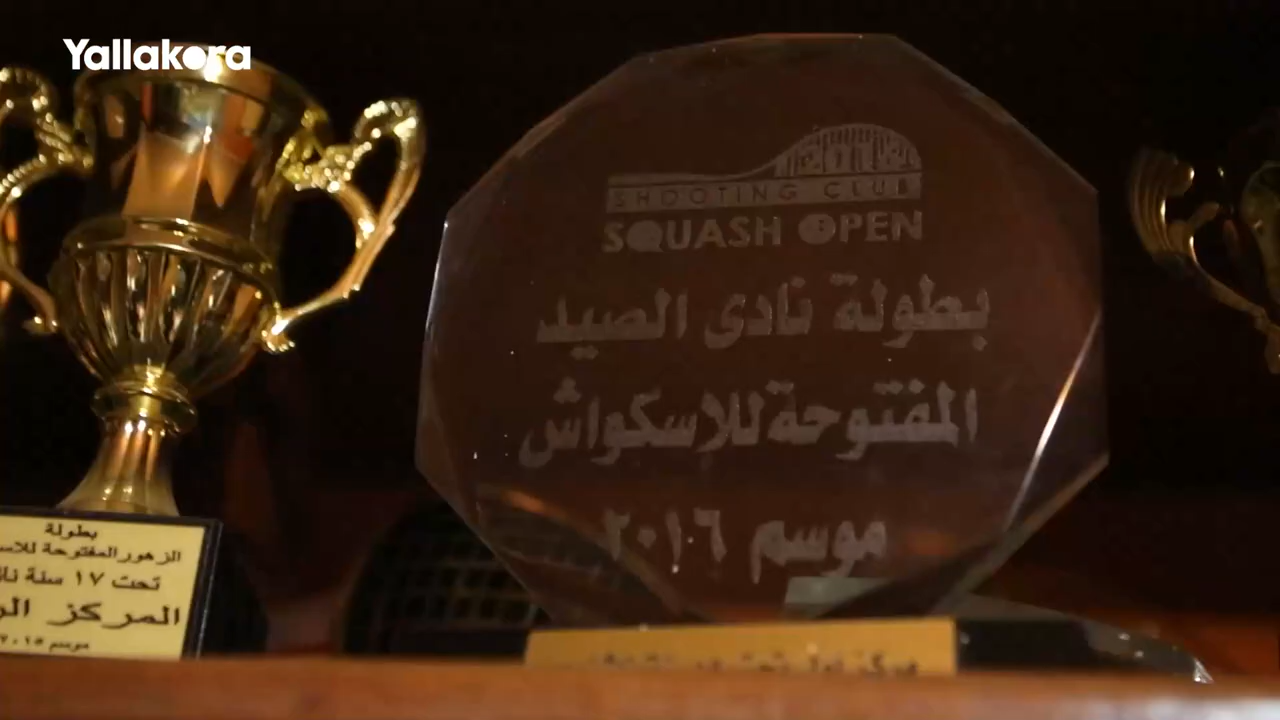 Yallakora
SHOOTING CLUB
SQUASH OPEN
بطولة نادى الصيد
المفتوحة للاسكواش
موسم ٢٠١٦
بطولة
الزهور المفتوحة
تحت ١٧ سنة
المركز
موسم ٢٠١٥